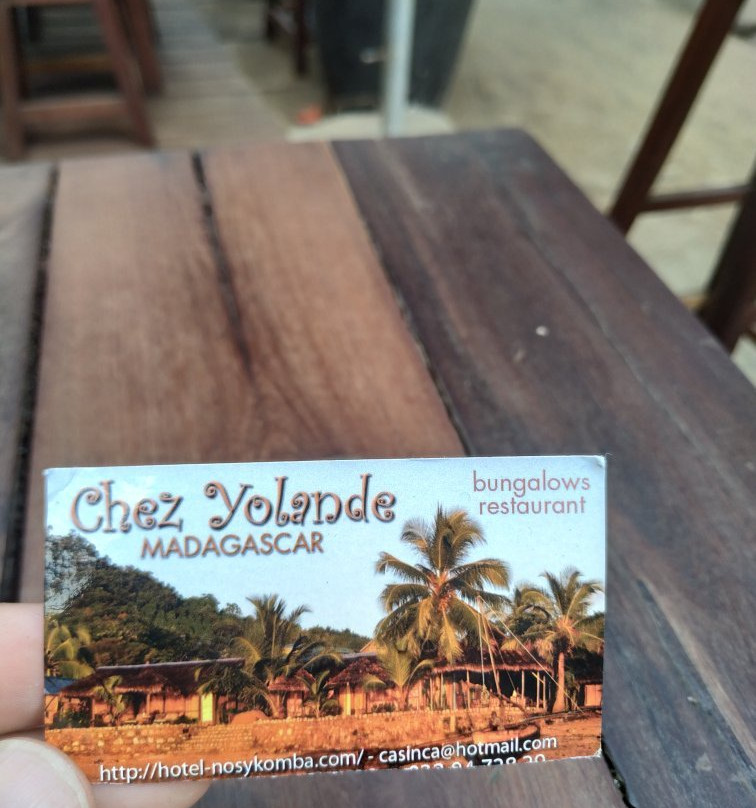 Chez Yolande
MADAGASCAR
bungalows
restaurant
http://hotel-nosykomba.com/ - casinca@hotmail.com